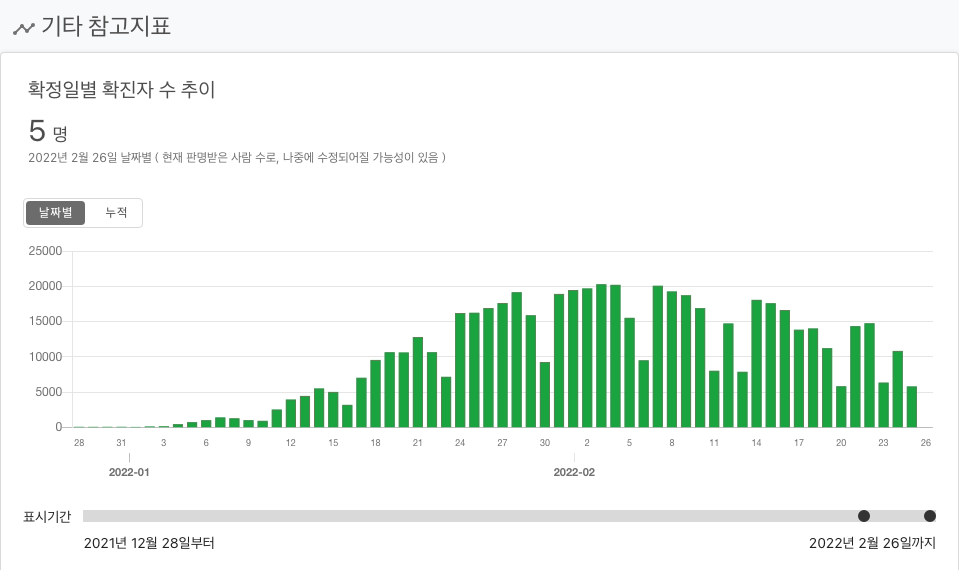 기타 참고지표
확정일별 확진자 수 추이
5 명
2022년 2월 26일 날짜별 ( 현재 판명받은 사람 수로, 나중에 수정되어질 가능성이 있음 )
날짜별 누적
25000
20000
15000
10000
5000
0
28 31 3 6 9 12 15 18 21 24 27 30 2 5 8 11 14 17 20 23 26
2022-01 2022-02
표시기간
2021년 12월 28일부터 2022년 2월 26일까지